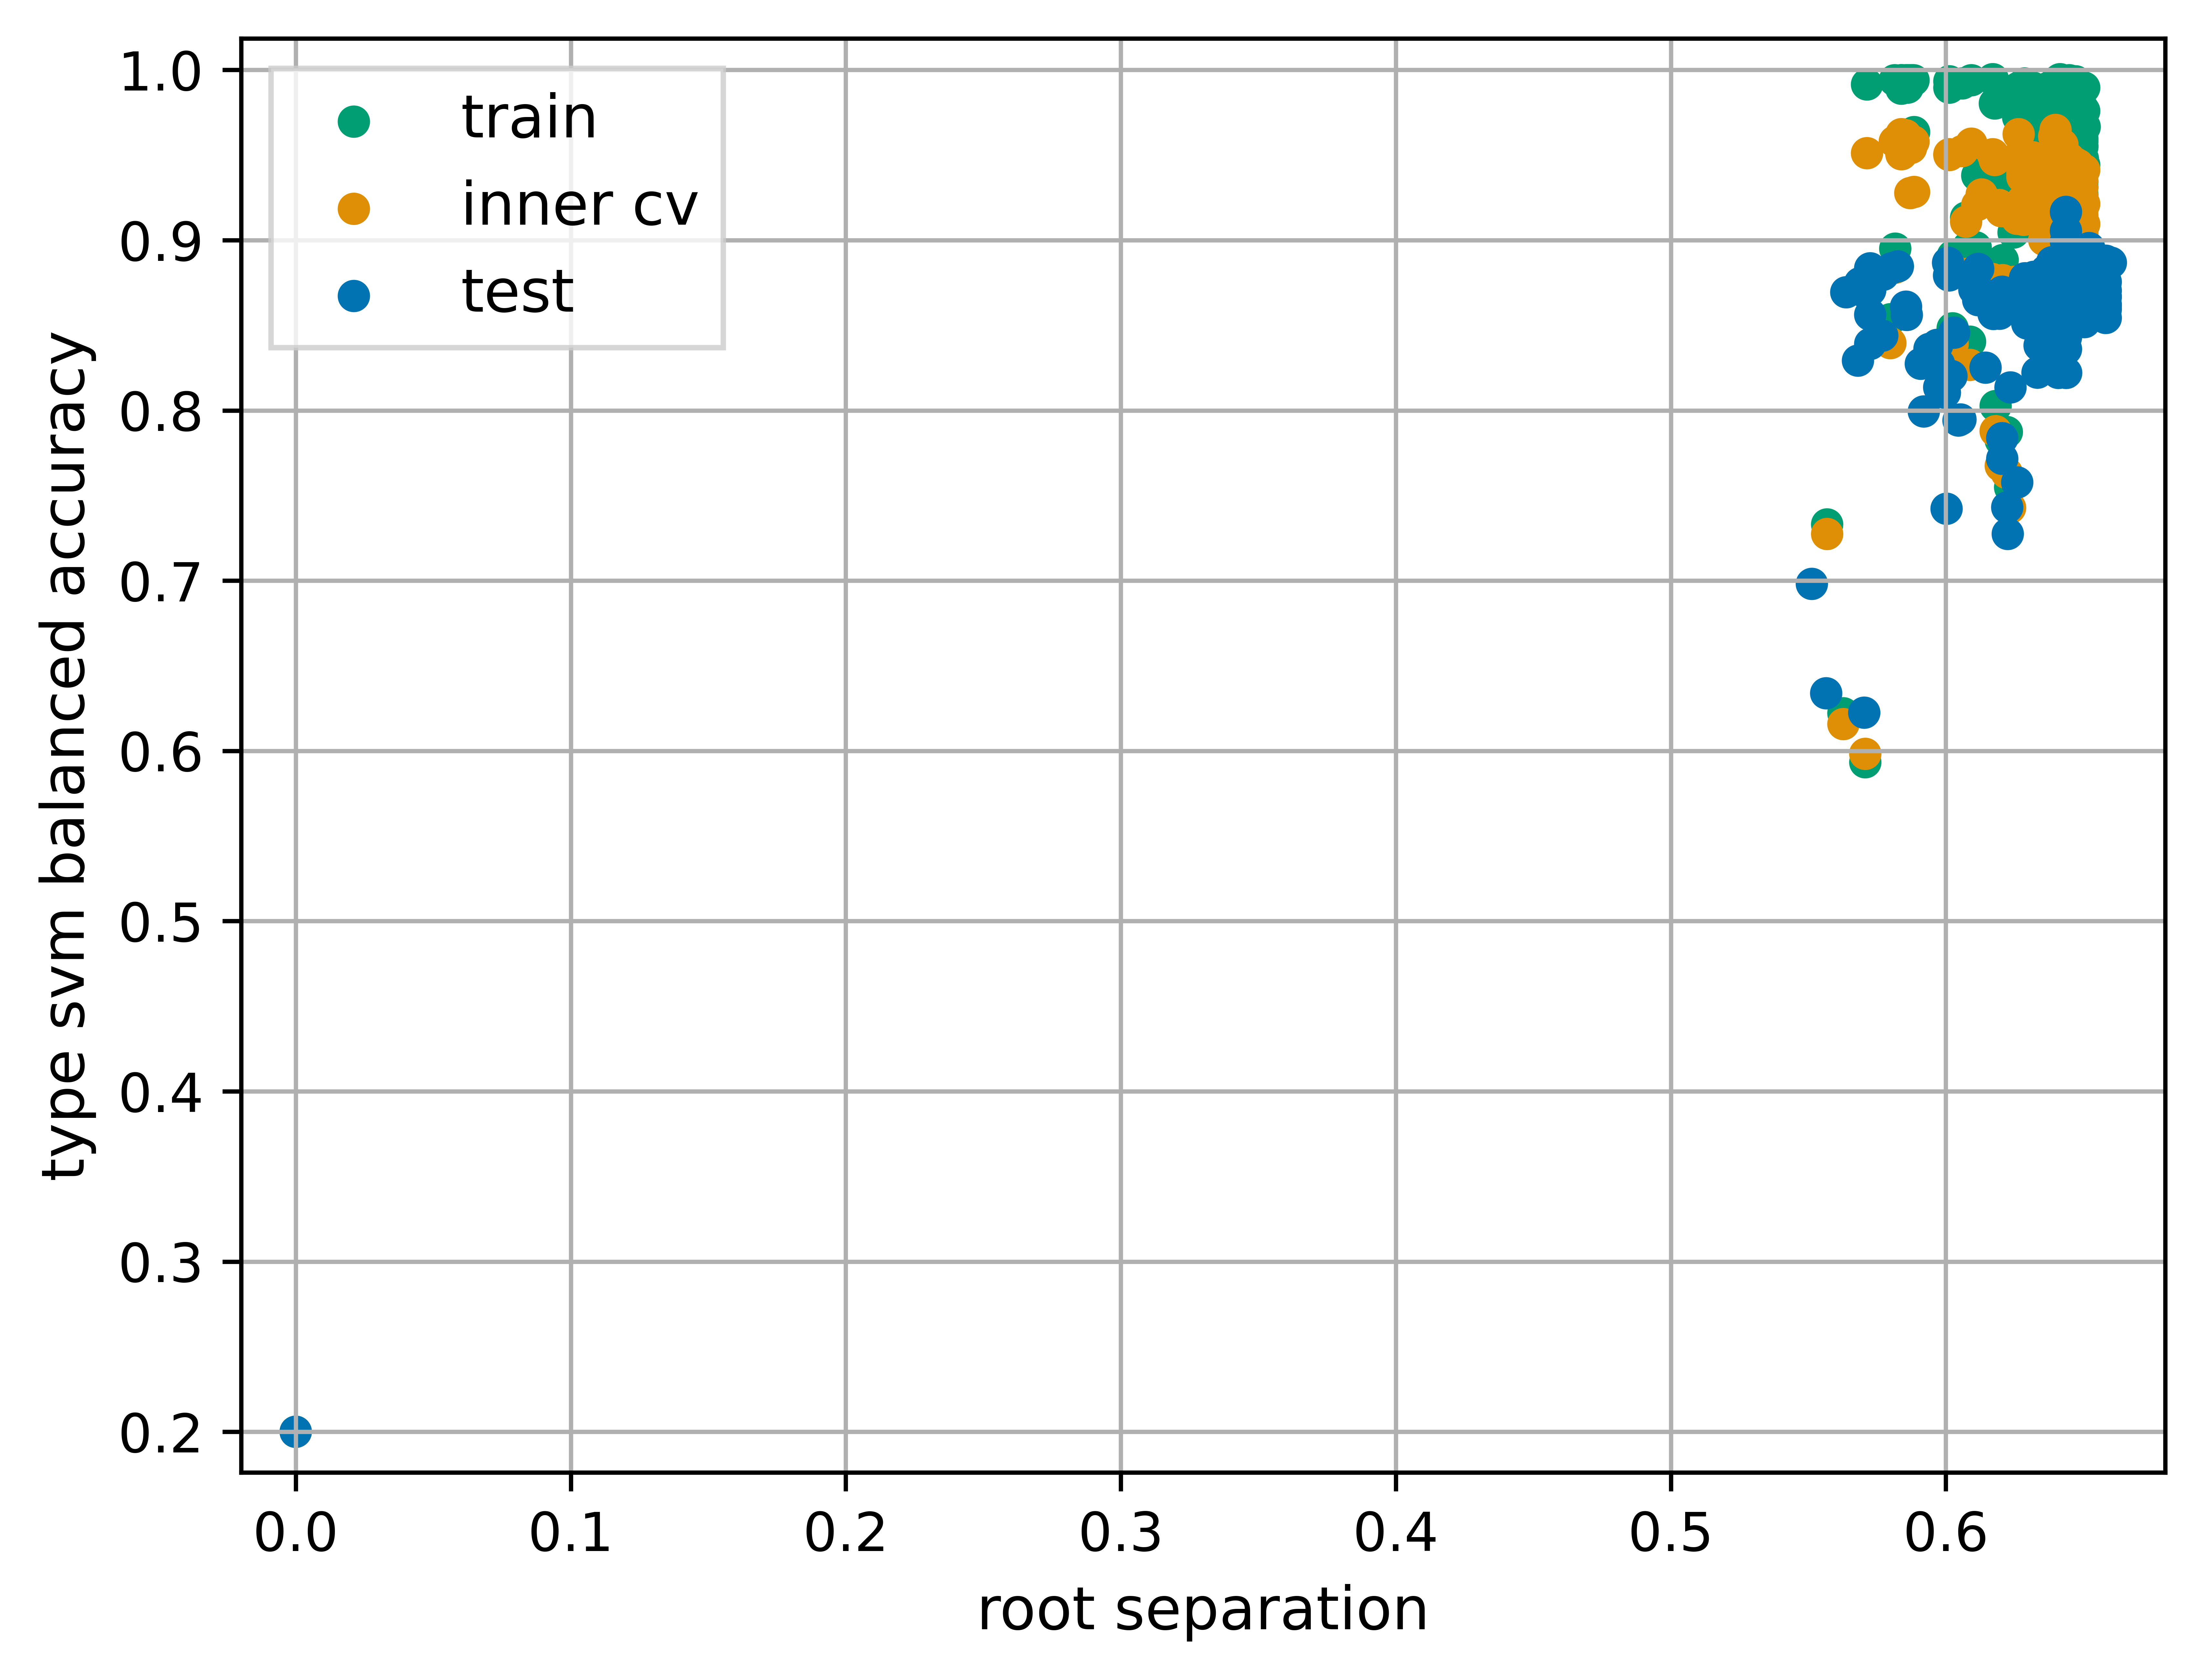 train
inner cv
test
type svm balanced accuracy
1.0
0.9
0.8
0.7
0.6
0.5
0.4
0.3
0.2
0.0 0.1 0.2 0.3 0.4 0.5 0.6
root separation